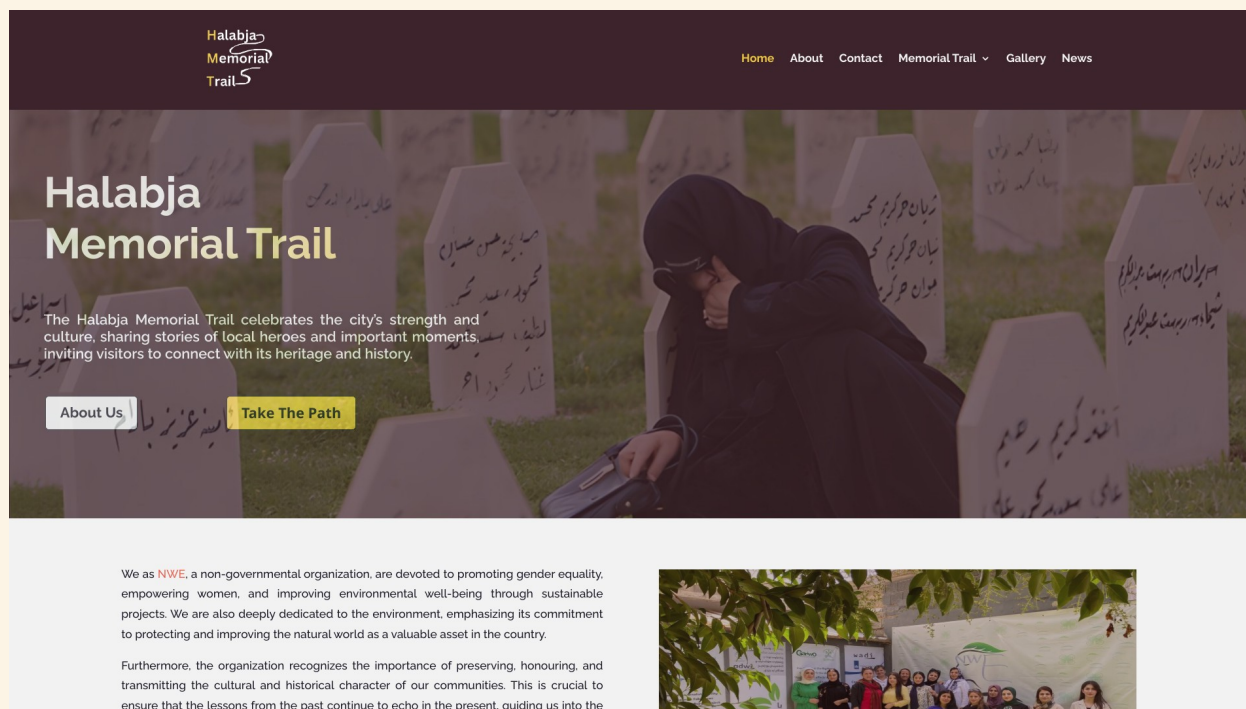 Halabja
Memorial
Trail
Home About Contact Memorial Trail Gallery News
Halabja
Memorial Trail
The Halabja Memorial Trail celebrates the city's strength and
culture, sharing stories of local heroes and important moments,
inviting visitors to connect with its heritage and history.
About Us Take The Path
We as NWE, a non-governmental organization, are devoted to promoting gender equality,
empowering women, and improving environmental well-being through sustainable
projects. We are also deeply dedicated to the environment, emphasizing its commitment
to protecting and improving the natural world as a valuable asset in the country.
Furthermore, the organization recognizes the importance of preserving, honouring, and
transmitting the cultural and historical character of our communities. This is crucial to
ensure that the lessons from the past continue to echo in the present, guiding us into the
NWE